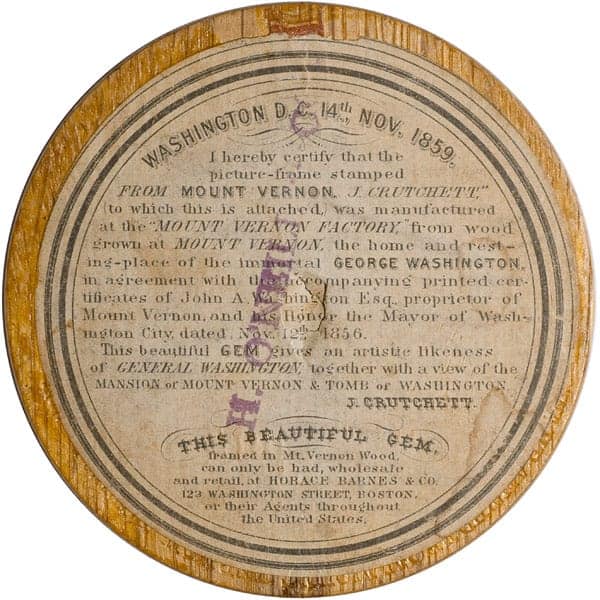 WASHINGTON D.C. 14th NOV, 1859.
I hereby certify that the
picture-frame stamped
FROM MOUNT VERNON. J. CRUTCHETT,"
(to which this is attached,) was manufactured
at the "MOUNT VERNON FACTORY," from wood
grown at MOUNT VERNON, the home and rest-
ing-place of the immortal GEORGE WASHINGTON,
in agreement with the accompanying printed cer-
tificates of John A. Washington Esq., proprietor of
Mount Vernon, and his Honor the Mayor of Wash-
ington City, dated, Nov. 12th 1856.
This beautiful GEM gives an artistic likeness
of GENERAL WASHINGTON, together with a view of the
MANSION of MOUNT VERNON & TOMB of WASHINGTON.
J. CRUTCHETT.
THIS BEAUTIFUL GEM,
framed in Mt. Vernon Wood,
can only be had, wholesale
and retail, at HORACE BARNES & CO.
123 WASHINGTON STREET, BOSTON,
or their Agents throughout
the United States.
H.